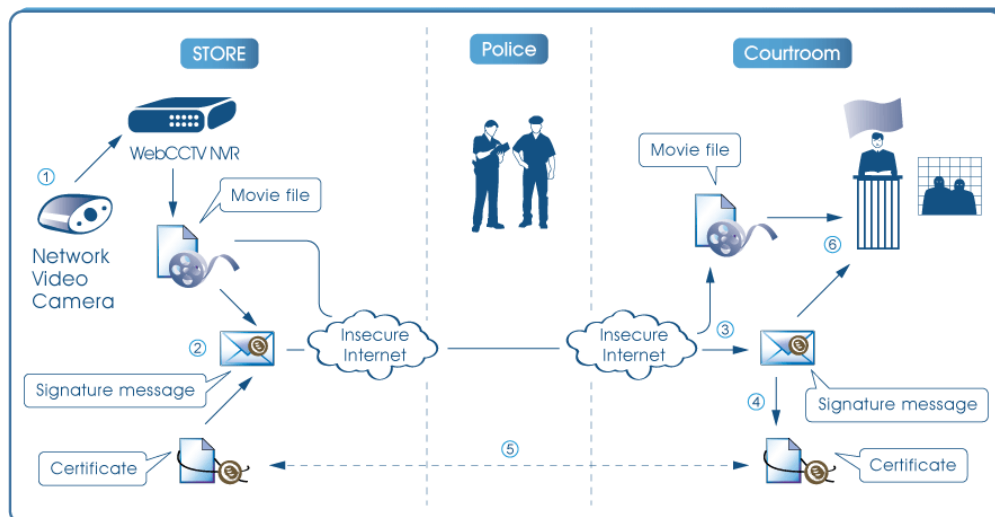 STORE
Police
Courtroom
WebCCTV NVR
①
Movie file
Network
Video
Camera
②
Signature message
Insecure
Internet
Certificate
⑤
Movie file
⑥
Insecure
Internet
③
④
Signature message
Certificate